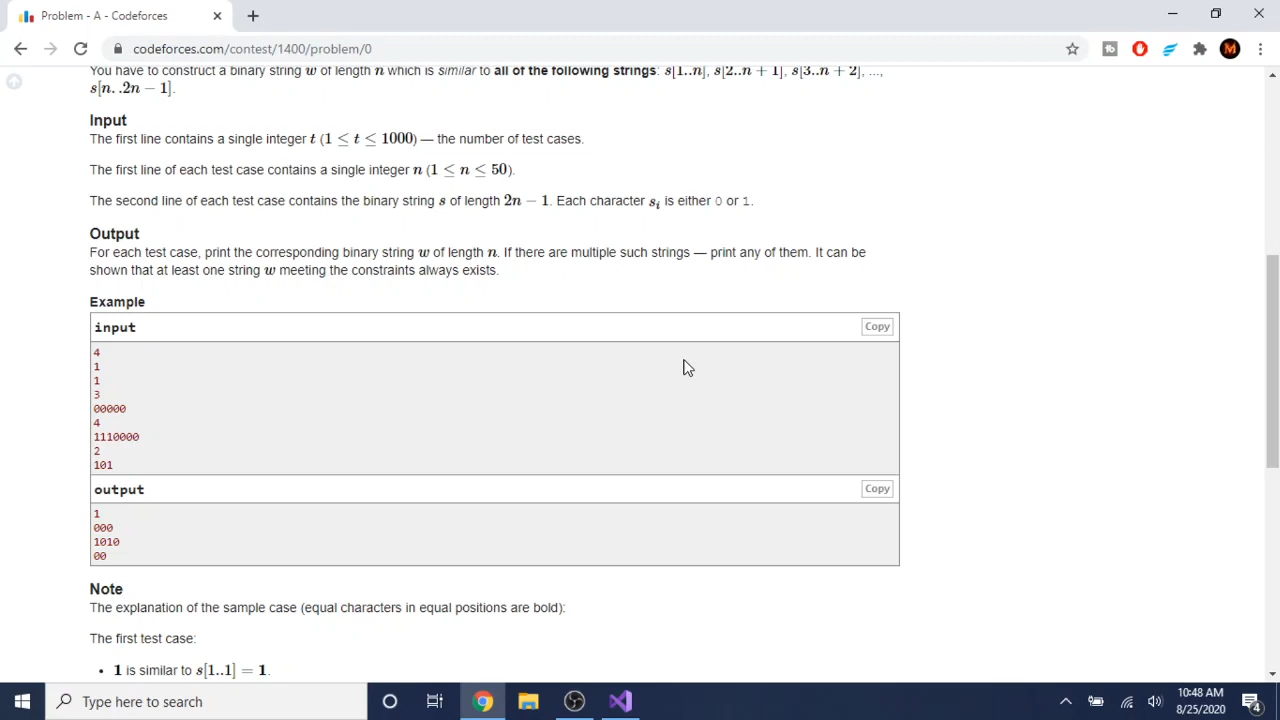 Problem - A - Codeforces
codeforces.com/contest/1400/problem/0
You have to construct a binary string w of length n which is similar to all of the following strings: s[1..n], s[2..n + 1], s[3..n + 2], ...,
s[n..2n − 1].
Input
The first line contains a single integer t (1 ≤ t ≤ 1000) — the number of test cases.
The first line of each test case contains a single integer n (1 ≤ n ≤ 50).
The second line of each test case contains the binary string s of length 2n − 1. Each character s_i is either 0 or 1.
Output
For each test case, print the corresponding binary string w of length n. If there are multiple such strings — print any of them. It can be
shown that at least one string w meeting the constraints always exists.
Example
input
Copy
4
1
1
3
00000
4
1110000
2
101
output
Copy
1
000
1010
00
Note
The explanation of the sample case (equal characters in equal positions are bold):
The first test case:
• 1 is similar to s[1..1] = 1.
Type here to search
10:48 AM
8/25/2020
4
M